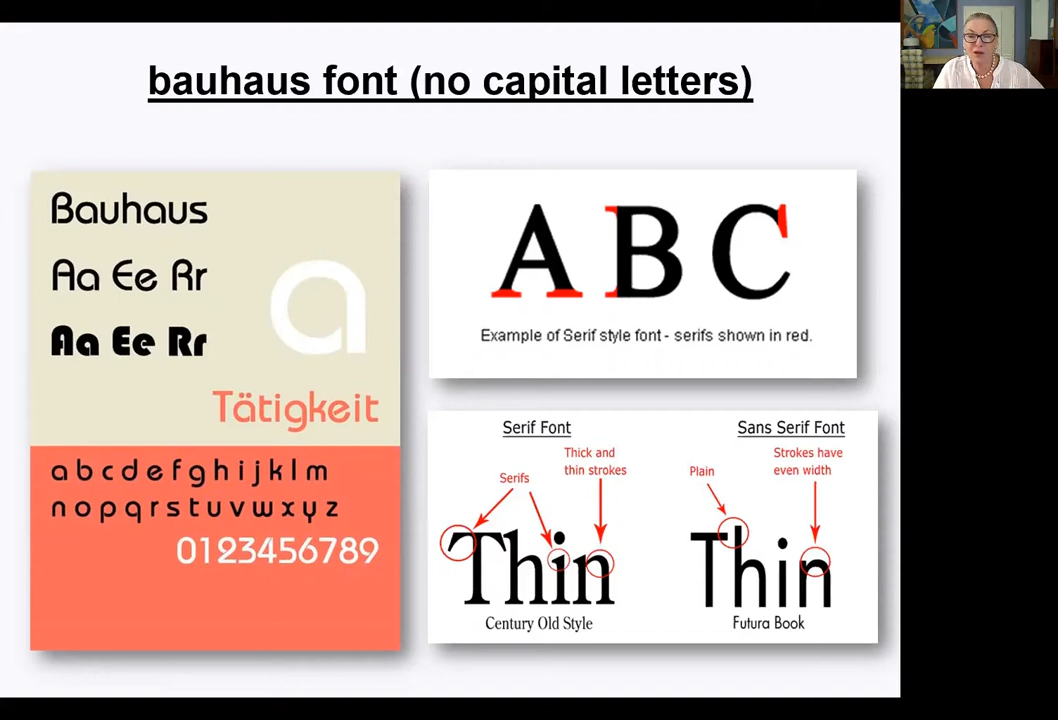 bauhaus font (no capital letters)
Bauhaus
Aa Ee Rr
Aa Ee Rr
a
Tätigkeit
a b c d e f g h i j k l m
n o p q r s t u v w x y z
0123456789
A B C
Example of Serif style font - serifs shown in red.
Serif Font
Thick and
thin strokes
Serifs
Thin
Century Old Style
Sans Serif Font
Strokes have
even width
Plain
Thin
Futura Book